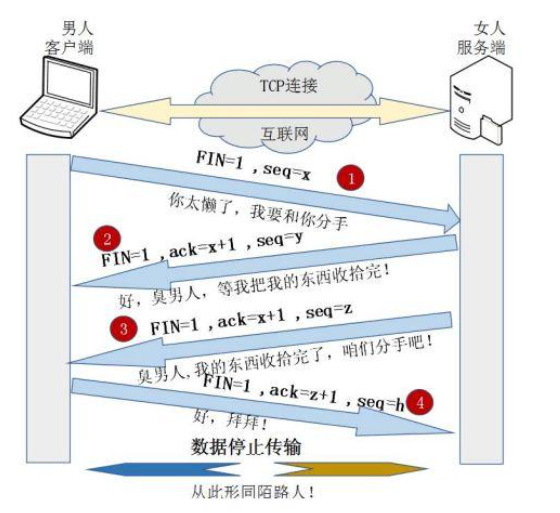 男人
客户端
女人
服务端
TCP连接
互联网
FIN=1 ,seq=x
1
你太懒了，我要和你分手
2
FIN=1 ,ack=x+1 ,seq=y
好，臭男人，等我把我的东西收拾完！
3
FIN=1 ,ack=x+1 ,seq=z
臭男人,我的东西收拾完了，咱们分手吧！
FIN=1 ,ack=z+1 ,seq=h
4
好，拜拜！
数据停止传输
从此形同陌路人！